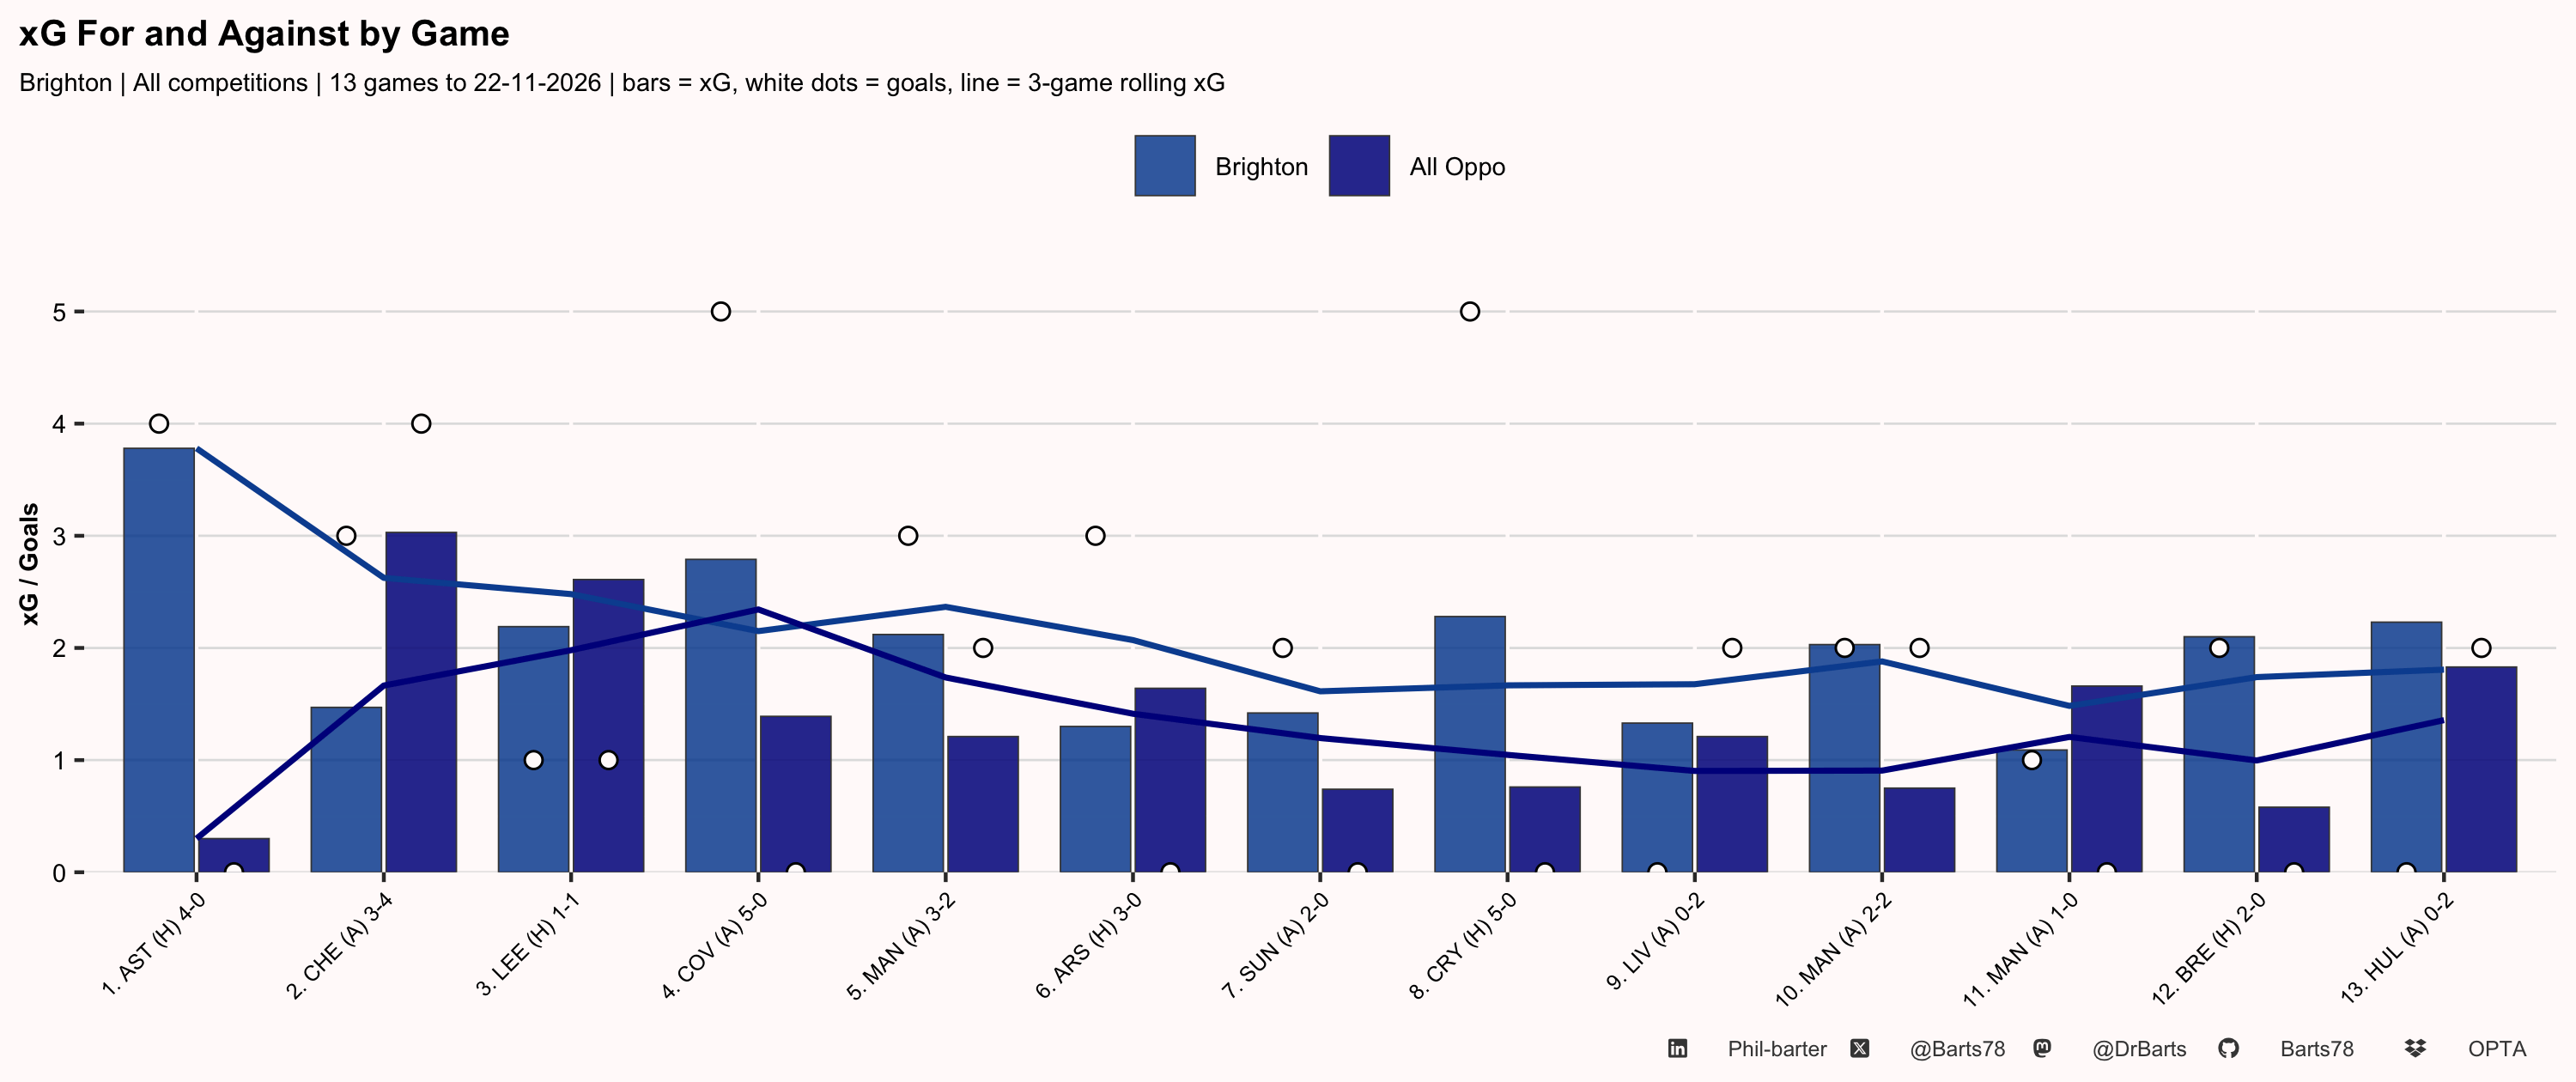 xG For and Against by Game
Brighton | All competitions | 13 games to 22-11-2026 | bars = xG, white dots = goals, line = 3-game rolling xG
Brighton
All Oppo
xG / Goals
5
4
3
2
1
0
1. AST (H) 4-0
2. CHE (A) 3-4
3. LEE (H) 1-1
4. COV (A) 5-0
5. MAN (A) 3-2
6. ARS (H) 3-0
7. SUN (A) 2-0
8. CRY (H) 5-0
9. LIV (A) 0-2
10. MAN (A) 2-2
11. MAN (A) 1-0
12. BRE (H) 2-0
13. HUL (A) 0-2
Phil-barter @Barts78 @DrBarts Barts78 OPTA